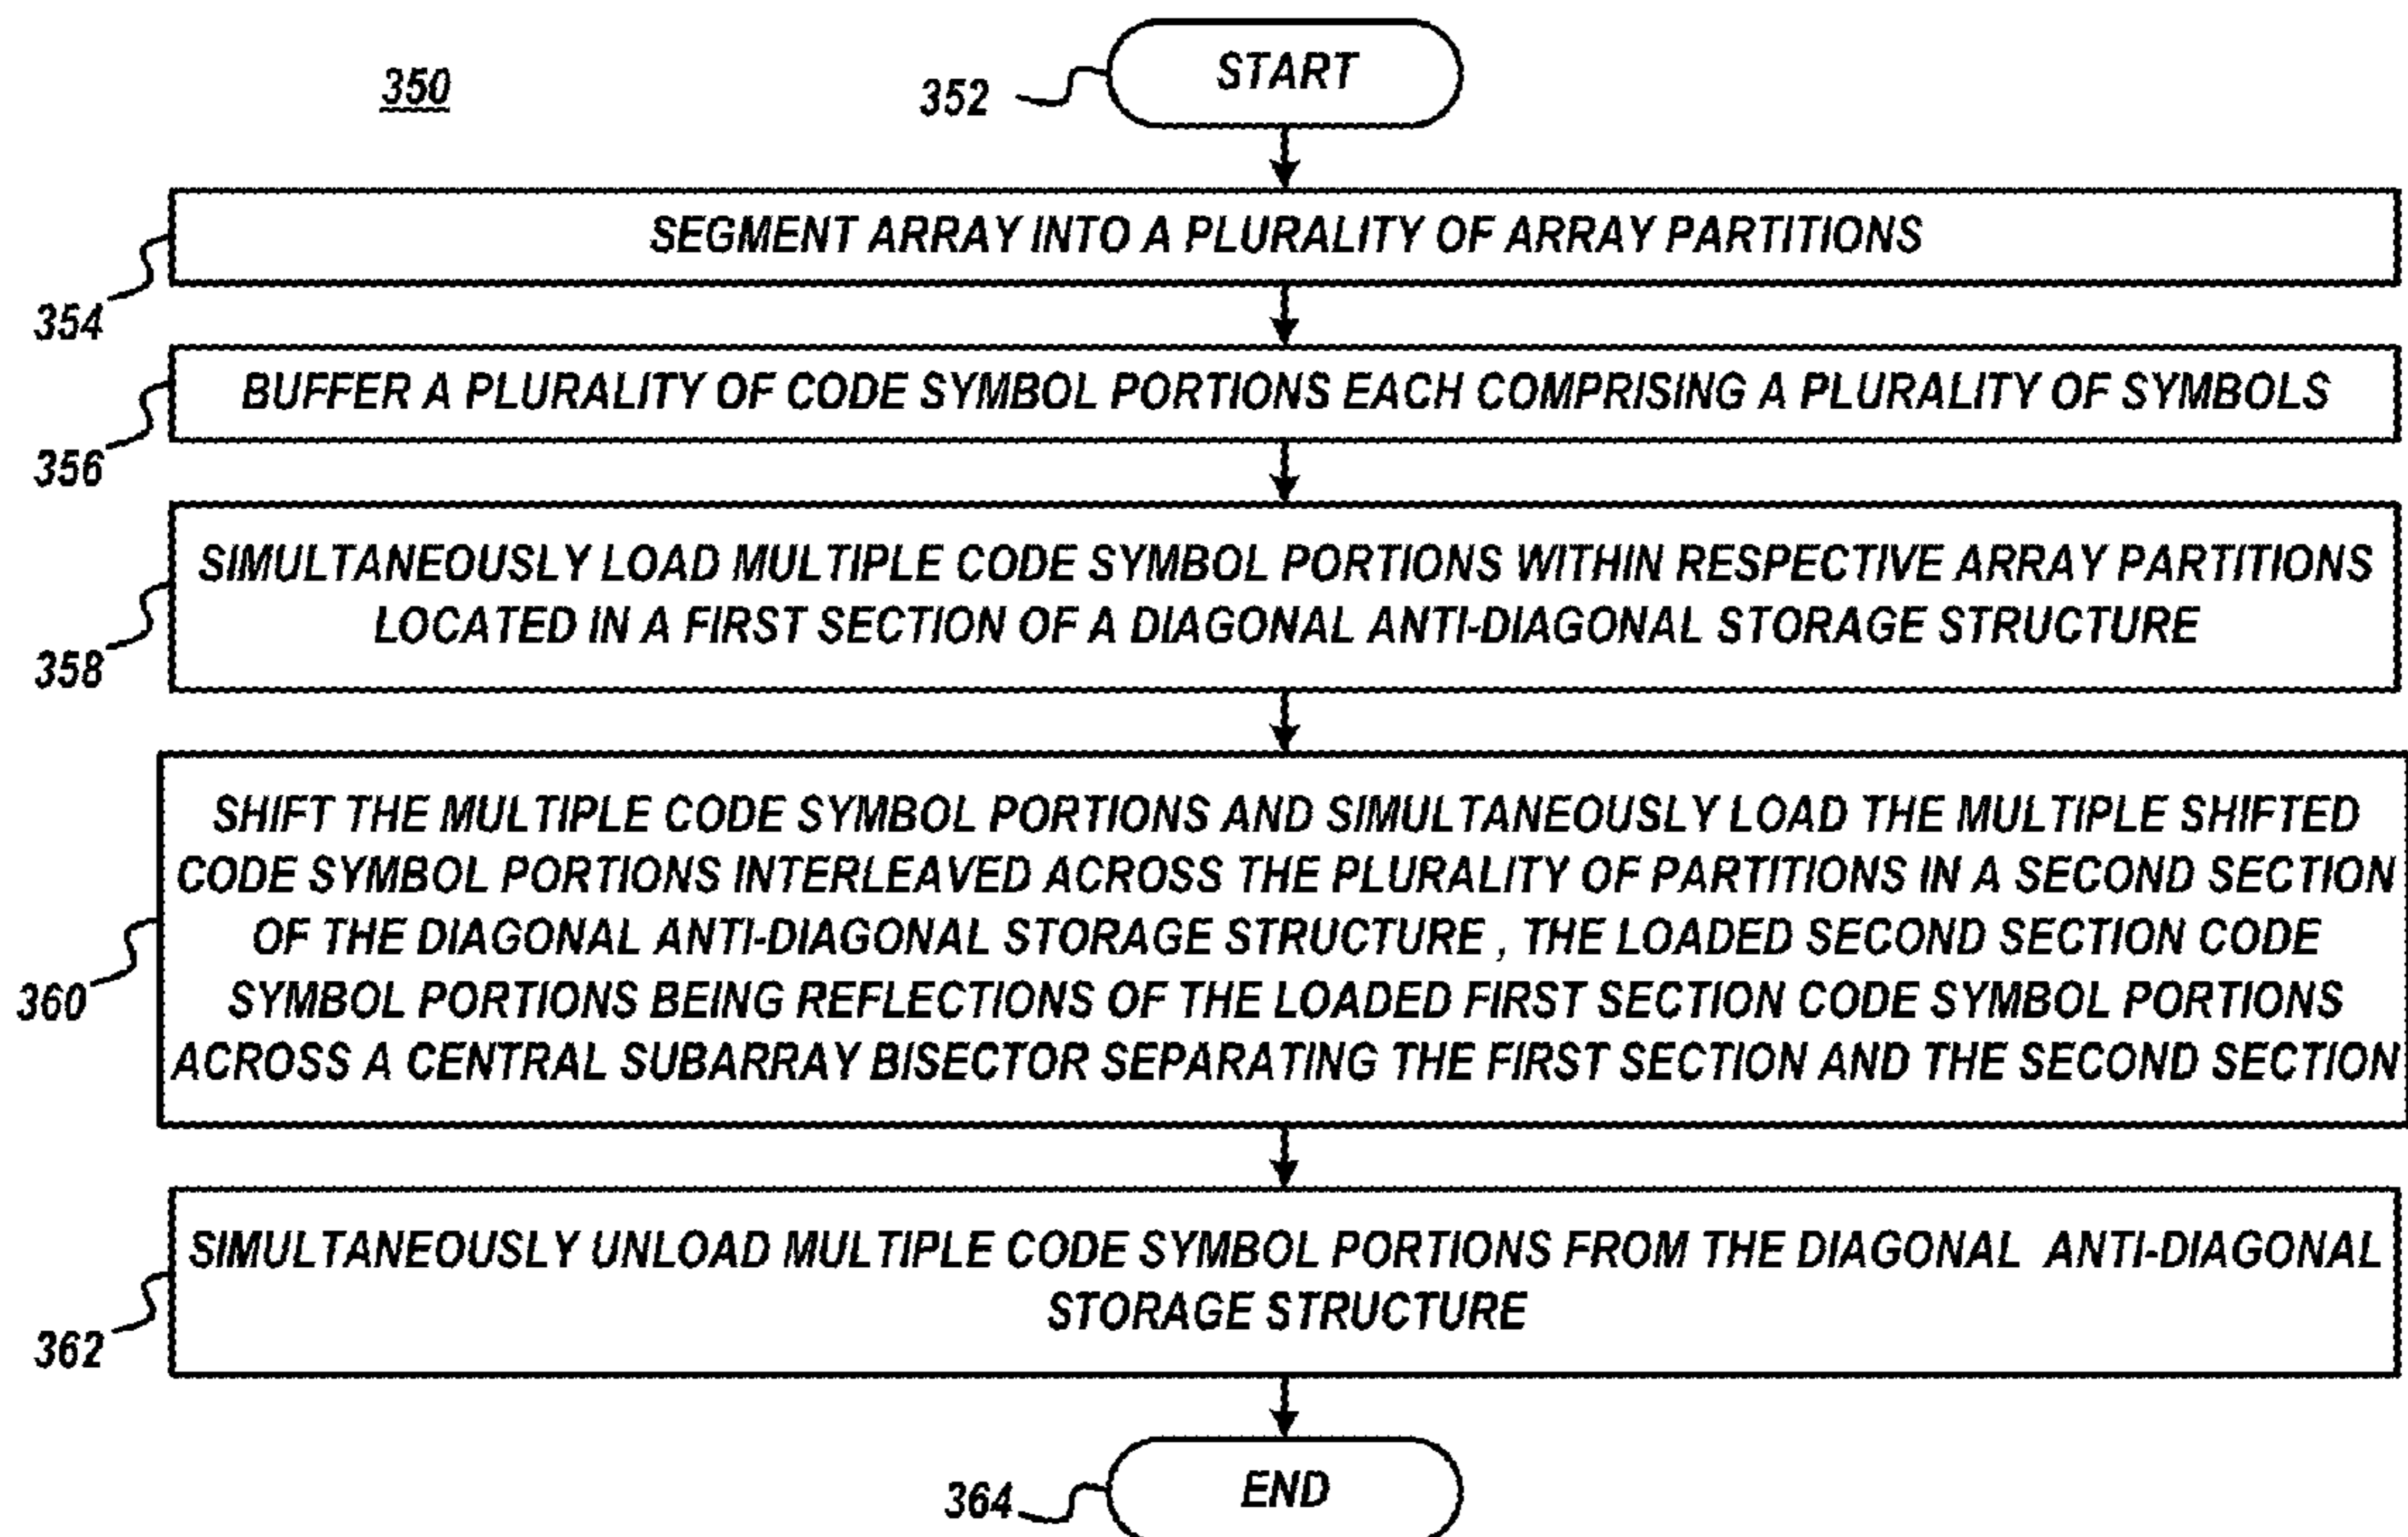 350
352
START
SEGMENT ARRAY INTO A PLURALITY OF ARRAY PARTITIONS
354
BUFFER A PLURALITY OF CODE SYMBOL PORTIONS EACH COMPRISING A PLURALITY OF SYMBOLS
356
SIMULTANEOUSLY LOAD MULTIPLE CODE SYMBOL PORTIONS WITHIN RESPECTIVE ARRAY PARTITIONS
LOCATED IN A FIRST SECTION OF A DIAGONAL ANTI-DIAGONAL STORAGE STRUCTURE
358
SHIFT THE MULTIPLE CODE SYMBOL PORTIONS AND SIMULTANEOUSLY LOAD THE MULTIPLE SHIFTED
CODE SYMBOL PORTIONS INTERLEAVED ACROSS THE PLURALITY OF PARTITIONS IN A SECOND SECTION
OF THE DIAGONAL ANTI-DIAGONAL STORAGE STRUCTURE , THE LOADED SECOND SECTION CODE
SYMBOL PORTIONS BEING REFLECTIONS OF THE LOADED FIRST SECTION CODE SYMBOL PORTIONS
ACROSS A CENTRAL SUBARRAY BISECTOR SEPARATING THE FIRST SECTION AND THE SECOND SECTION
360
SIMULTANEOUSLY UNLOAD MULTIPLE CODE SYMBOL PORTIONS FROM THE DIAGONAL ANTI-DIAGONAL
STORAGE STRUCTURE
362
364
END